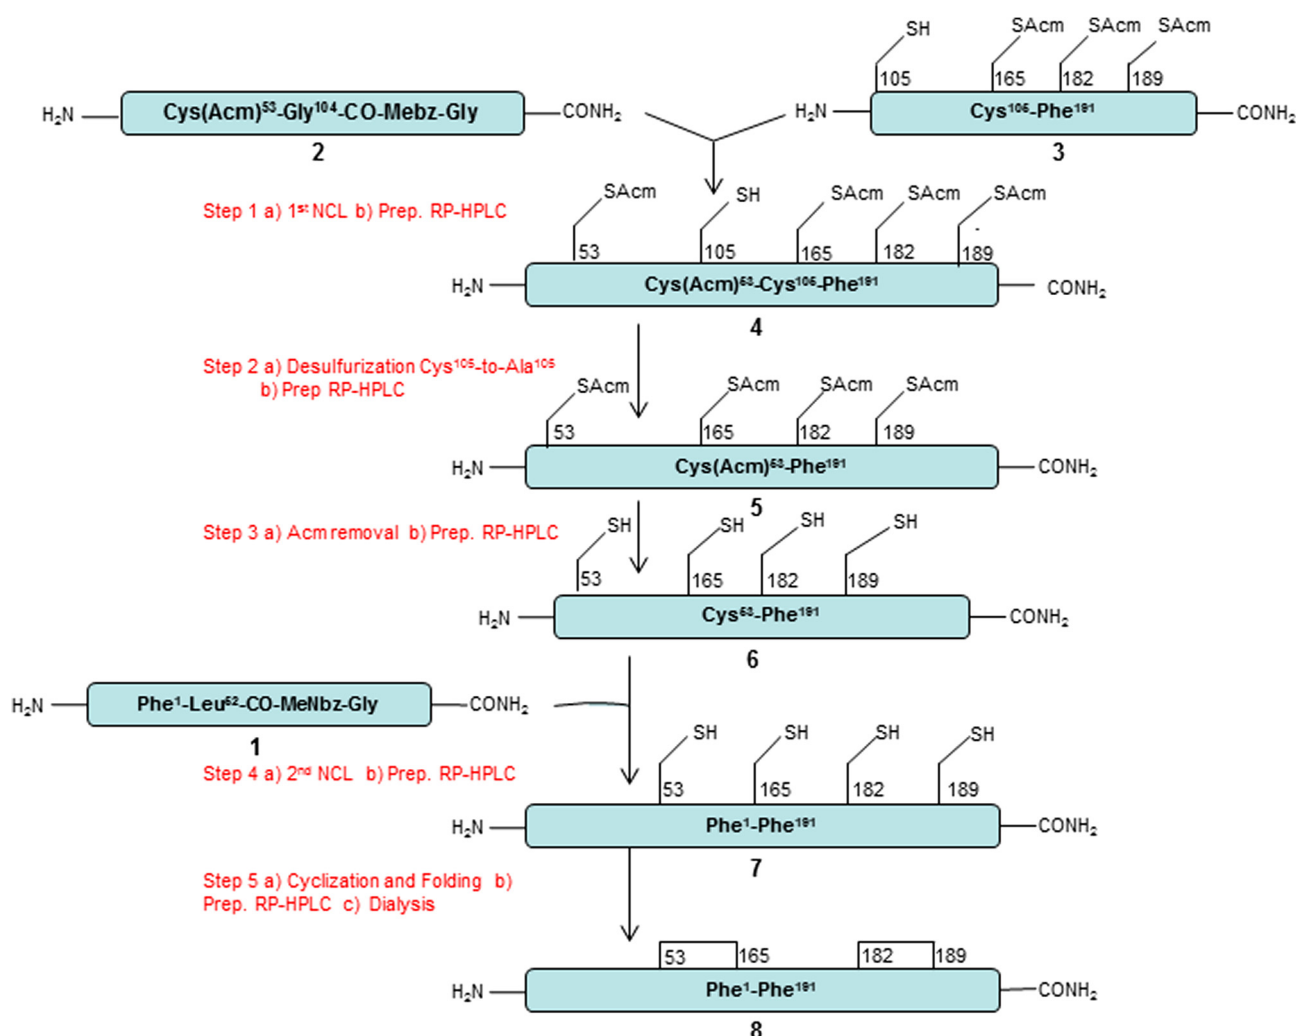 SH SAcm SAcm SAcm
105 165 182 189
H₂N Cys(Acm)⁵³-Gly¹⁰⁴-CO-Mebz-Gly CONH₂ H₂N Cys¹⁰⁵-Phe¹⁹¹ CONH₂
2 3
Step 1 a) 1ˢᵗ NCL b) Prep. RP-HPLC
SAcm SH SAcm SAcm SAcm
53 105 165 182 189
H₂N Cys(Acm)⁵³-Cys¹⁰⁵-Phe¹⁹¹ CONH₂
4
Step 2 a) Desulfurization Cys¹⁰⁵-to-Ala¹⁰⁵
b) Prep RP-HPLC
SAcm SAcm SAcm SAcm
53 165 182 189
H₂N Cys(Acm)⁵³-Phe¹⁹¹ CONH₂
5
Step 3 a) Acm removal b) Prep. RP-HPLC
SH SH SH SH
53 165 182 189
H₂N Cys⁵³-Phe¹⁹¹ CONH₂
6
H₂N Phe¹-Leu⁵²-CO-MeNbz-Gly CONH₂
1
Step 4 a) 2ⁿᵈ NCL b) Prep. RP-HPLC
SH SH SH SH
53 165 182 189
H₂N Phe¹-Phe¹⁹¹ CONH₂
7
Step 5 a) Cyclization and Folding b)
Prep. RP-HPLC c) Dialysis
53 165 182 189
H₂N Phe¹-Phe¹⁹¹ CONH₂
8